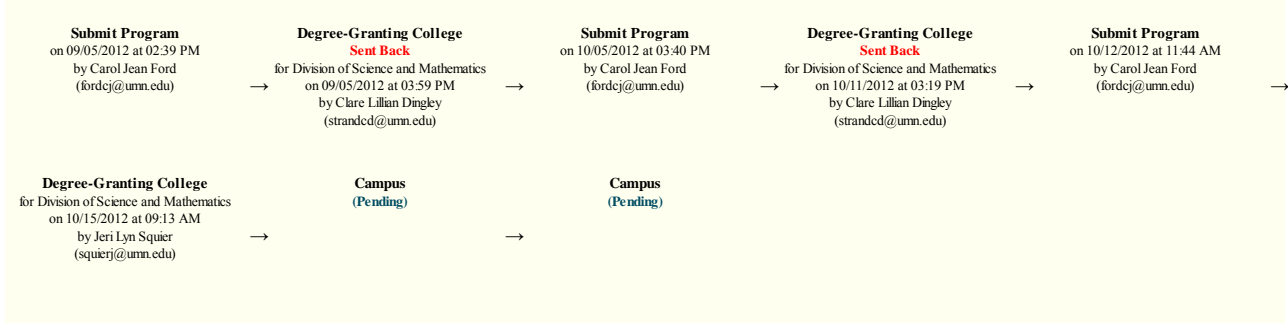 Submit Program
on 09/05/2012 at 02:39 PM
by Carol Jean Ford
(fordcj@umn.edu)
→
Degree-Granting College
Sent Back
for Division of Science and Mathematics
on 09/05/2012 at 03:59 PM
by Clare Lillian Dingley
(strandcd@umn.edu)
→
Submit Program
on 10/05/2012 at 03:40 PM
by Carol Jean Ford
(fordcj@umn.edu)
→
Degree-Granting College
Sent Back
for Division of Science and Mathematics
on 10/11/2012 at 03:19 PM
by Clare Lillian Dingley
(strandcd@umn.edu)
→
Submit Program
on 10/12/2012 at 11:44 AM
by Carol Jean Ford
(fordcj@umn.edu)
→
Degree-Granting College
for Division of Science and Mathematics
on 10/15/2012 at 09:13 AM
by Jeri Lyn Squier
(squierj@umn.edu)
→
Campus
(Pending)
→
Campus
(Pending)